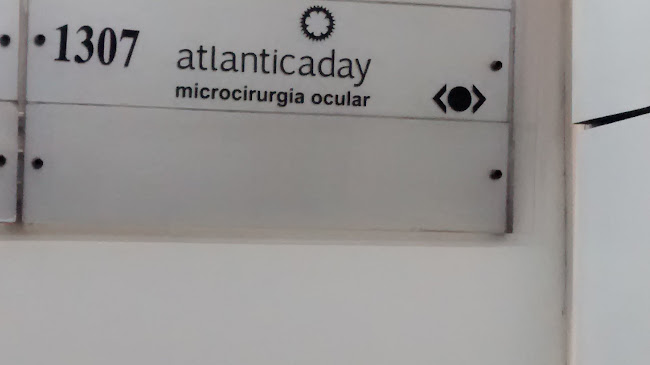 1307
atlanticaday
microcirurgia ocular